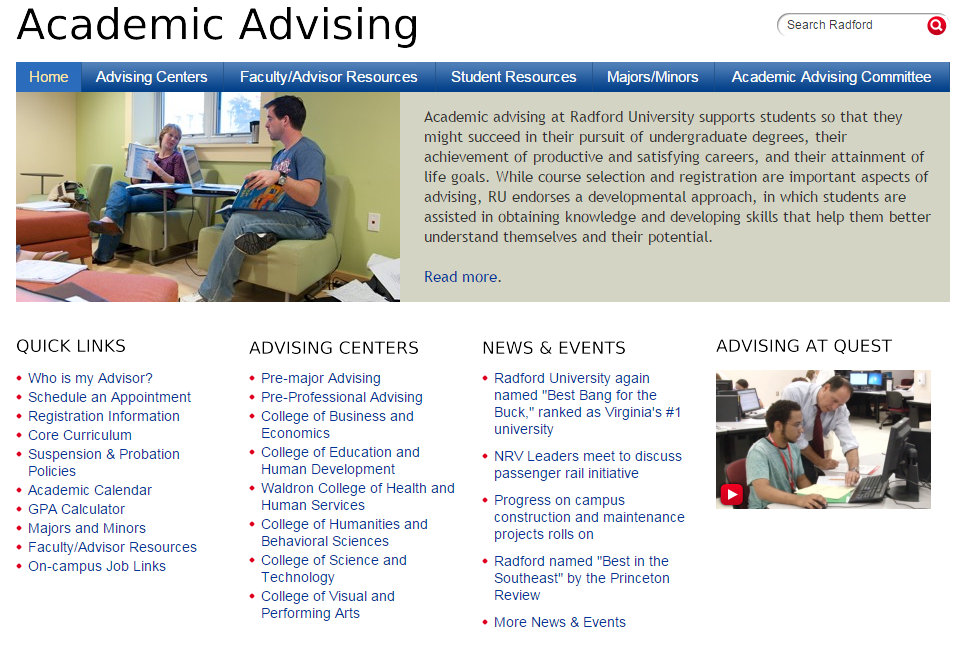 Academic Advising
Search Radford
Home
Advising Centers
Faculty/Advisor Resources
Student Resources
Majors/Minors
Academic Advising Committee
Academic advising at Radford University supports students so that they
might succeed in their pursuit of undergraduate degrees, their
achievement of productive and satisfying careers, and their attainment of
life goals. While course selection and registration are important aspects of
advising, RU endorses a developmental approach, in which students are
assisted in obtaining knowledge and developing skills that help them better
understand themselves and their potential.
Read more.
QUICK LINKS
Who is my Advisor?
Schedule an Appointment
Registration Information
Core Curriculum
Suspension & Probation
Policies
Academic Calendar
GPA Calculator
Majors and Minors
Faculty/Advisor Resources
On-campus Job Links
ADVISING CENTERS
Pre-major Advising
Pre-Professional Advising
College of Business and
Economics
College of Education and
Human Development
Waldron College of Health and
Human Services
College of Humanities and
Behavioral Sciences
College of Science and
Technology
College of Visual and
Performing Arts
NEWS & EVENTS
Radford University again
named "Best Bang for the
Buck," ranked as Virginia's #1
university
NRV Leaders meet to discuss
passenger rail initiative
Progress on campus
construction and maintenance
projects rolls on
Radford named "Best in the
Southeast" by the Princeton
Review
More News & Events
ADVISING AT QUEST